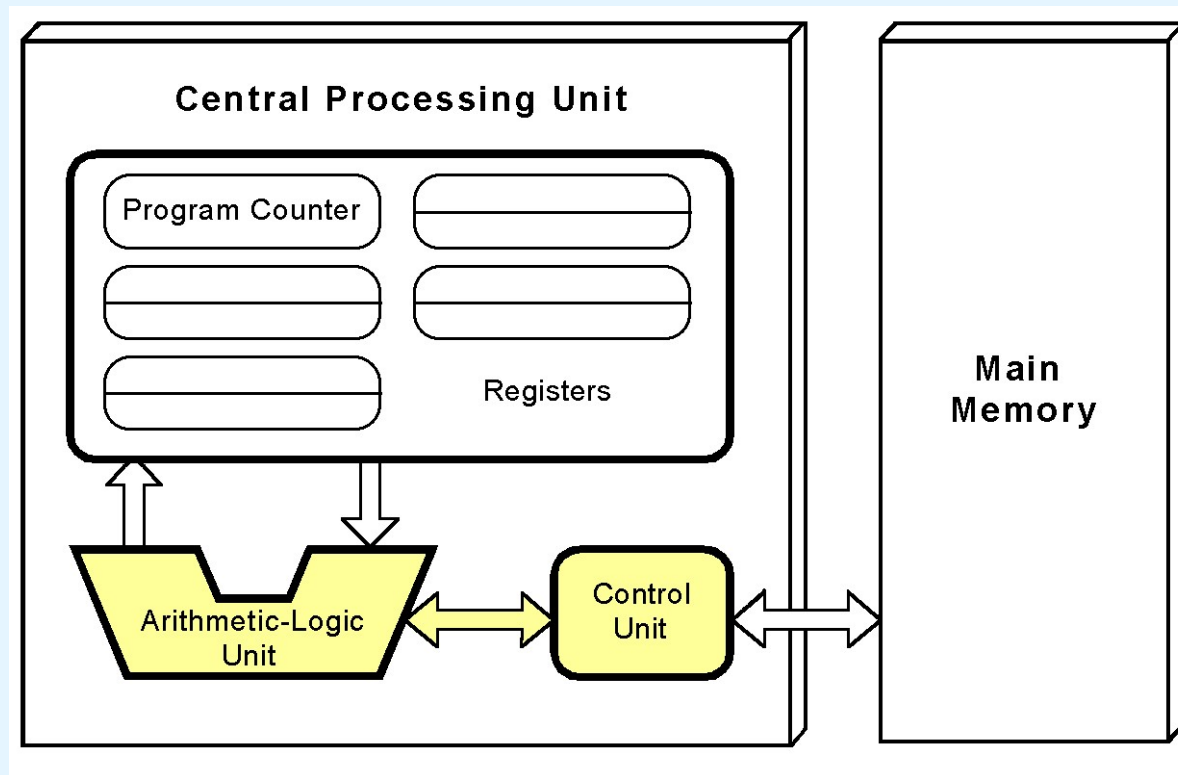 Central Processing Unit
Program Counter
Registers
Main
Memory
Arithmetic-Logic
Unit
Control
Unit